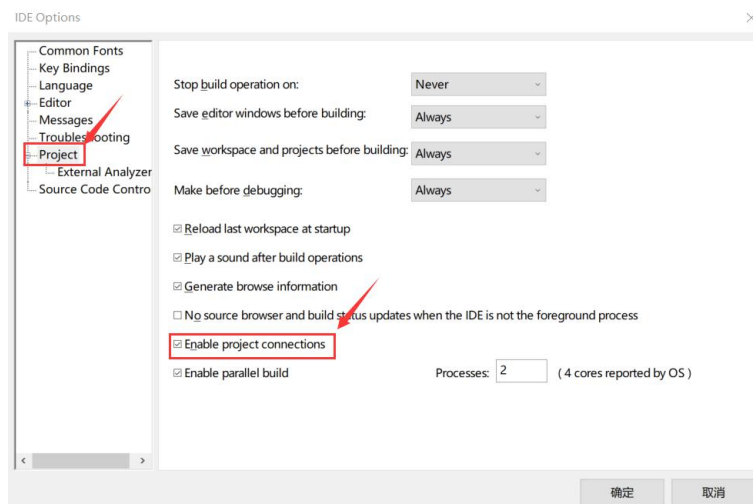 IDE Options
Common Fonts
Key Bindings
Language
Editor
Messages
Troubleshooting
Project
External Analyzer
Source Code Contro
Stop build operation on: Never
Save editor windows before building: Always
Save workspace and projects before building: Always
Make before debugging: Always
Reload last workspace at startup
Play a sound after build operations
Generate browse information
No source browser and build status updates when the IDE is not the foreground process
Enable project connections
Enable parallel build Processes: 2 ( 4 cores reported by OS )
确定 取消